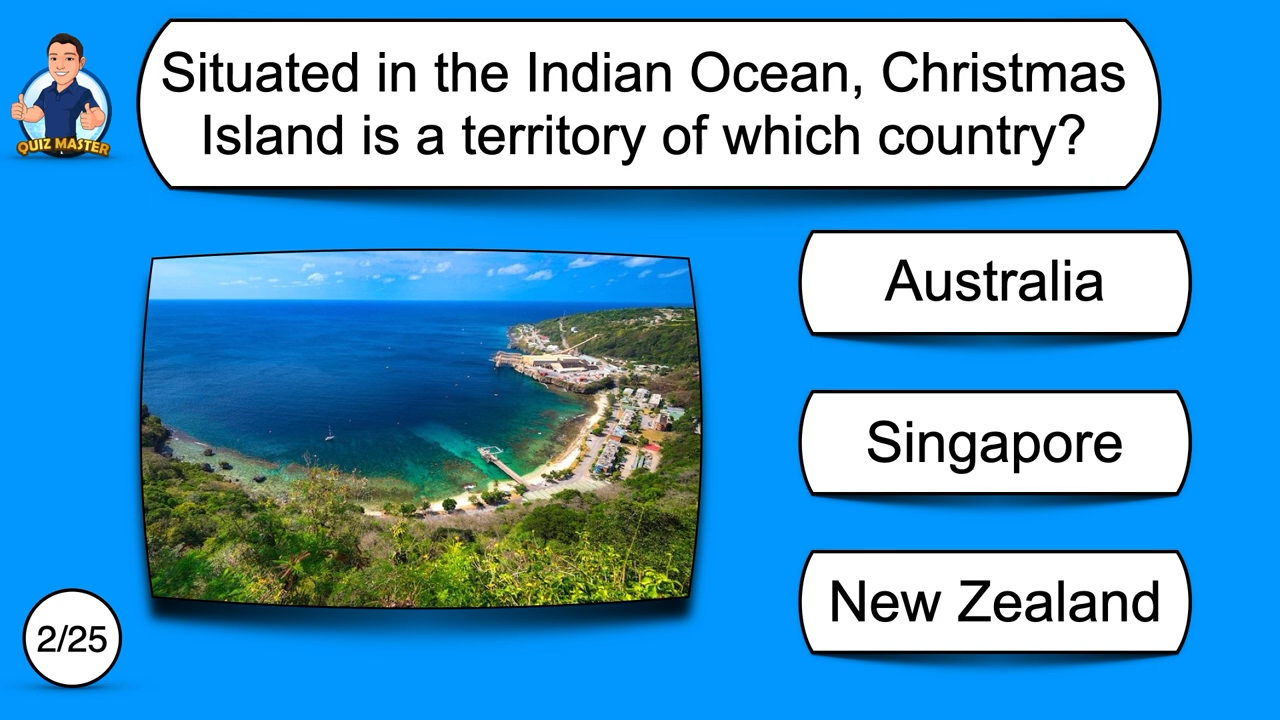 QUIZ MASTER
Situated in the Indian Ocean, Christmas
Island is a territory of which country?
Australia
Singapore
New Zealand
2/25